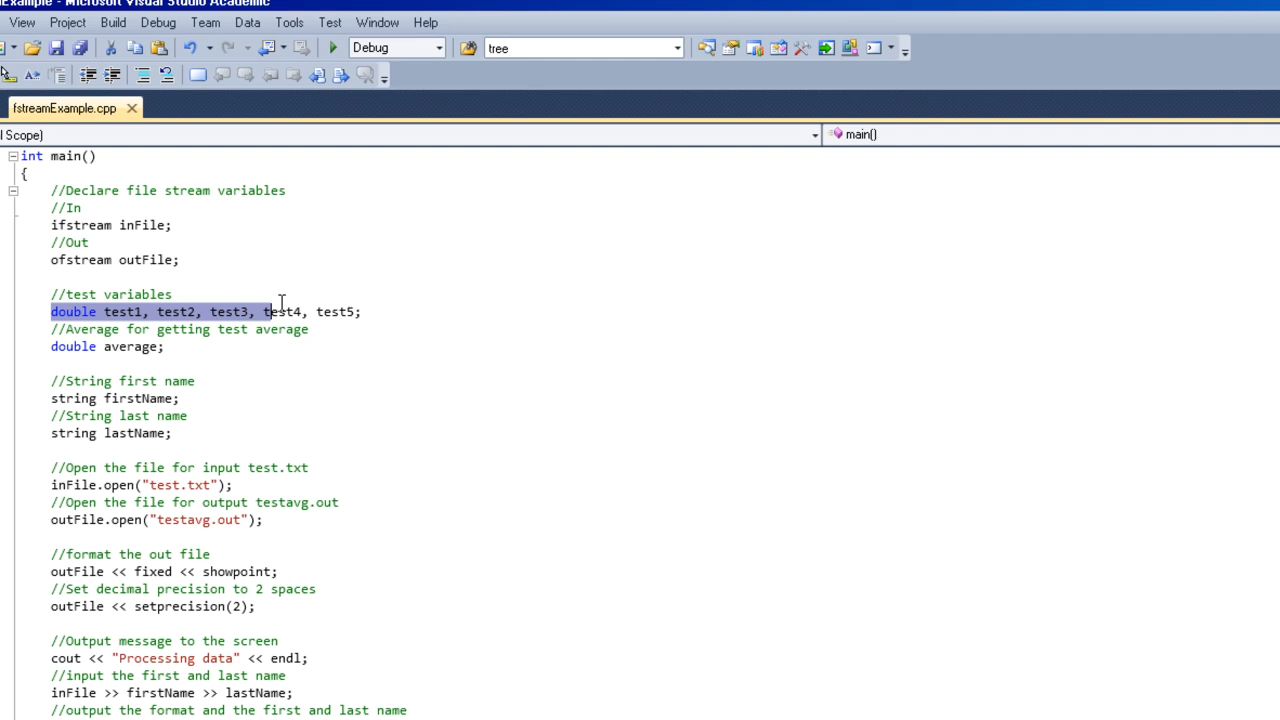 Example - Microsoft Visual Studio Academic
View Project Build Debug Team Data Tools Test Window Help
Debug tree
fstreamExample.cpp
l Scope) main()
int main()
{
//Declare file stream variables
//In
ifstream inFile;
//Out
ofstream outFile;
//test variables
double test1, test2, test3, test4, test5;
//Average for getting test average
double average;
//String first name
string firstName;
//String last name
string lastName;
//Open the file for input test.txt
inFile.open("test.txt");
//Open the file for output testavg.out
outFile.open("testavg.out");
//format the out file
outFile << fixed << showpoint;
//Set decimal precision to 2 spaces
outFile << setprecision(2);
//Output message to the screen
cout << "Processing data" << endl;
//input the first and last name
inFile >> firstName >> lastName;
//output the format and the first and last name